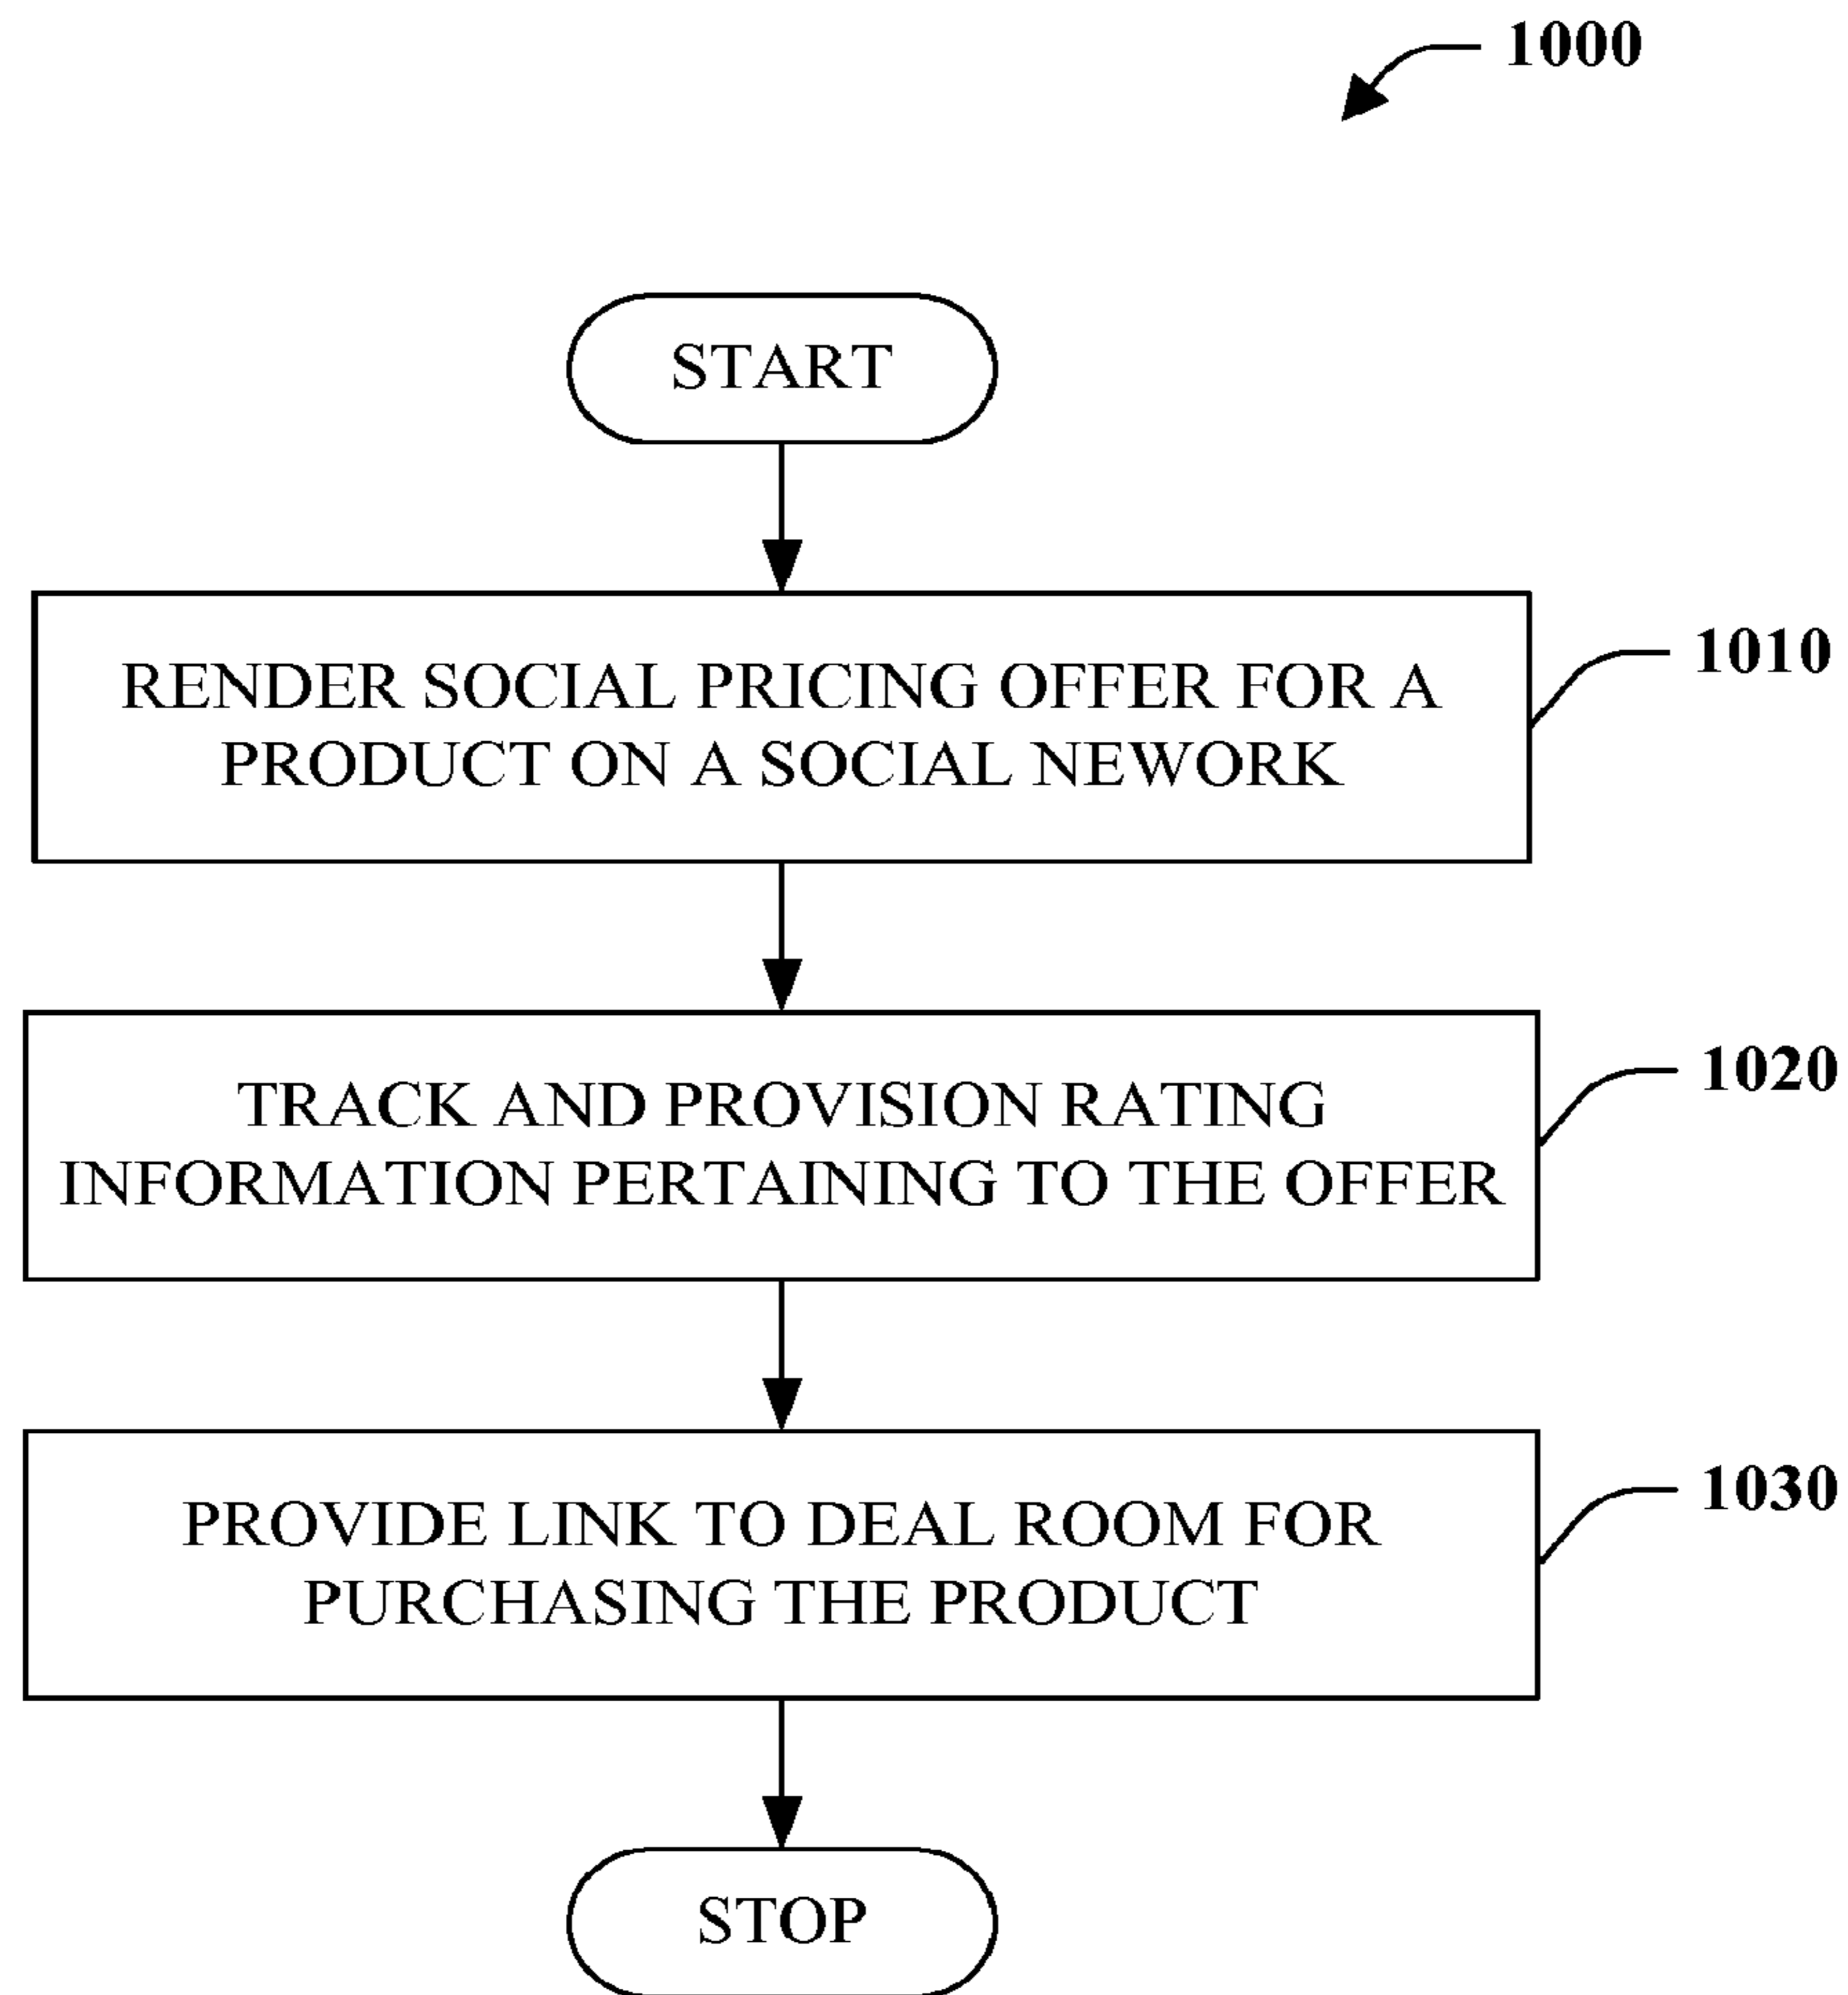 1000
START
RENDER SOCIAL PRICING OFFER FOR A
PRODUCT ON A SOCIAL NEWORK
1010
TRACK AND PROVISION RATING
INFORMATION PERTAINING TO THE OFFER
1020
PROVIDE LINK TO DEAL ROOM FOR
PURCHASING THE PRODUCT
1030
STOP